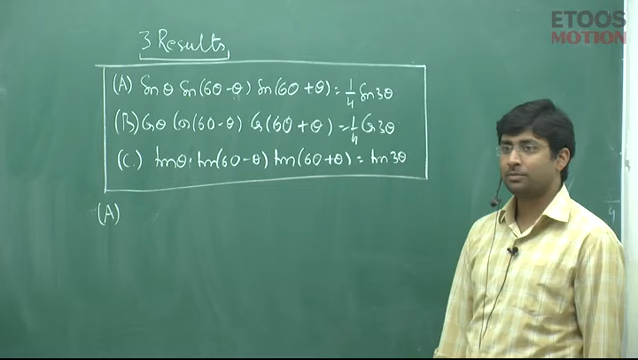 ETOOS
MOTION
3 Results
(A) Sinθ Sin(60-θ) Sin(60+θ)=1/4 Sin3θ
(B) Cosθ Cos(60-θ) Cos(60+θ)=1/4 Cos3θ
(C) tanθ. tan(60-θ) tan(60+θ)= tan3θ
(A)